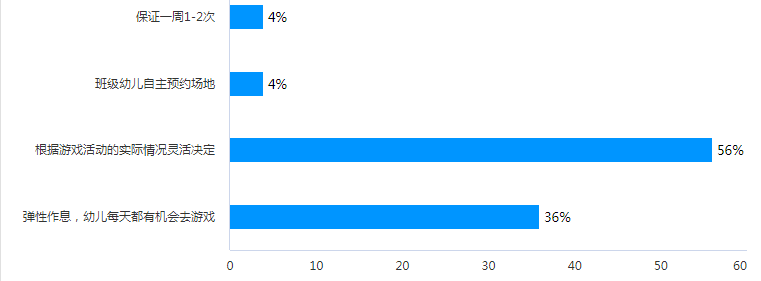 保证一周1-2次 4%
班级幼儿自主预约场地 4%
根据游戏活动的实际情况灵活决定 56%
弹性作息，幼儿每天都有机会去游戏 36%
0 10 20 30 40 50 60